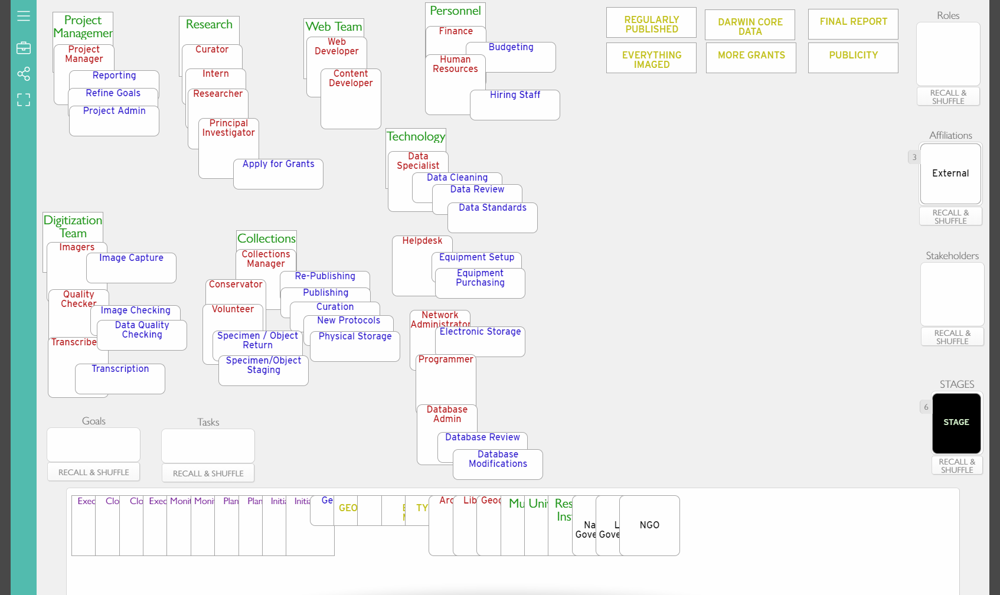 Project
Managemer
Project
Manager
Reporting
Refine Goals
Project Admin
Research
Curator
Intern
Researcher
Principal
Investigator
Apply for Grants
Web Team
Web
Developer
Content
Developer
Personnel
Finance
Budgeting
Human
Resources
Hiring Staff
REGULARLY
PUBLISHED
DARWIN CORE
DATA
FINAL REPORT
EVERYTHING
IMAGED
MORE GRANTS
PUBLICITY
Roles
RECALL &
SHUFFLE
Technology
Data
Specialist
Data Cleaning
Data Review
Data Standards
Affiliations
3
External
RECALL &
SHUFFLE
Digitization
Team
Imagers
Image Capture
Quality
Checker
Image Checking
Data Quality
Checking
Transcribe
Transcription
Collections
Collections
Manager
Re-Publishing
Conservator
Publishing
Volunteer
Curation
New Protocols
Specimen / Object
Return
Physical Storage
Specimen/Object
Staging
Helpdesk
Equipment Setup
Equipment
Purchasing
Network
Administrator
Electronic Storage
Programmer
Database
Admin
Database Review
Database
Modifications
Stakeholders
RECALL &
SHUFFLE
STAGES
6
STAGE
RECALL &
SHUFFLE
Goals
RECALL & SHUFFLE
Tasks
RECALL & SHUFFLE
Exec
Clo
Clo
Exec
Monit
Moni
Plan
Plan
Initia
Initia
Ge
GEO
TY
Arc
Lib
Geoc
Mu
Uni
Res
Ins
Na
Gove
L
Gove
NGO